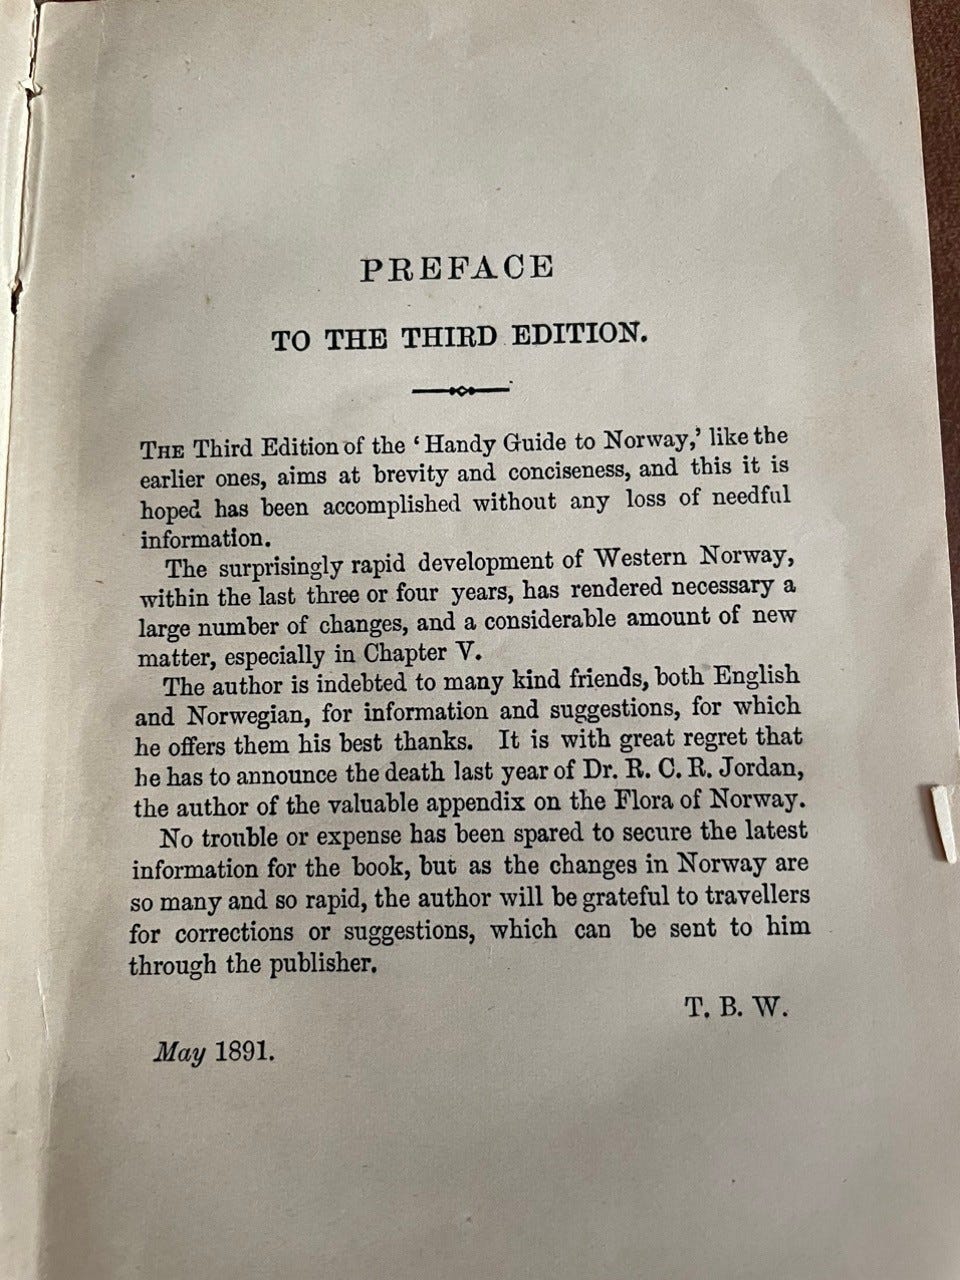 PREFACE
TO THE THIRD EDITION.
THE Third Edition of the ‘Handy Guide to Norway,’ like the
earlier ones, aims at brevity and conciseness, and this it is
hoped has been accomplished without any loss of needful
information.
The surprisingly rapid development of Western Norway,
within the last three or four years, has rendered necessary a
large number of changes, and a considerable amount of new
matter, especially in Chapter V.
The author is indebted to many kind friends, both English
and Norwegian, for information and suggestions, for which
he offers them his best thanks. It is with great regret that
he has to announce the death last year of Dr. R. C. R. Jordan,
the author of the valuable appendix on the Flora of Norway.
No trouble or expense has been spared to secure the latest
information for the book, but as the changes in Norway are
so many and so rapid, the author will be grateful to travellers
for corrections or suggestions, which can be sent to him
through the publisher.
T. B. W.
May 1891.